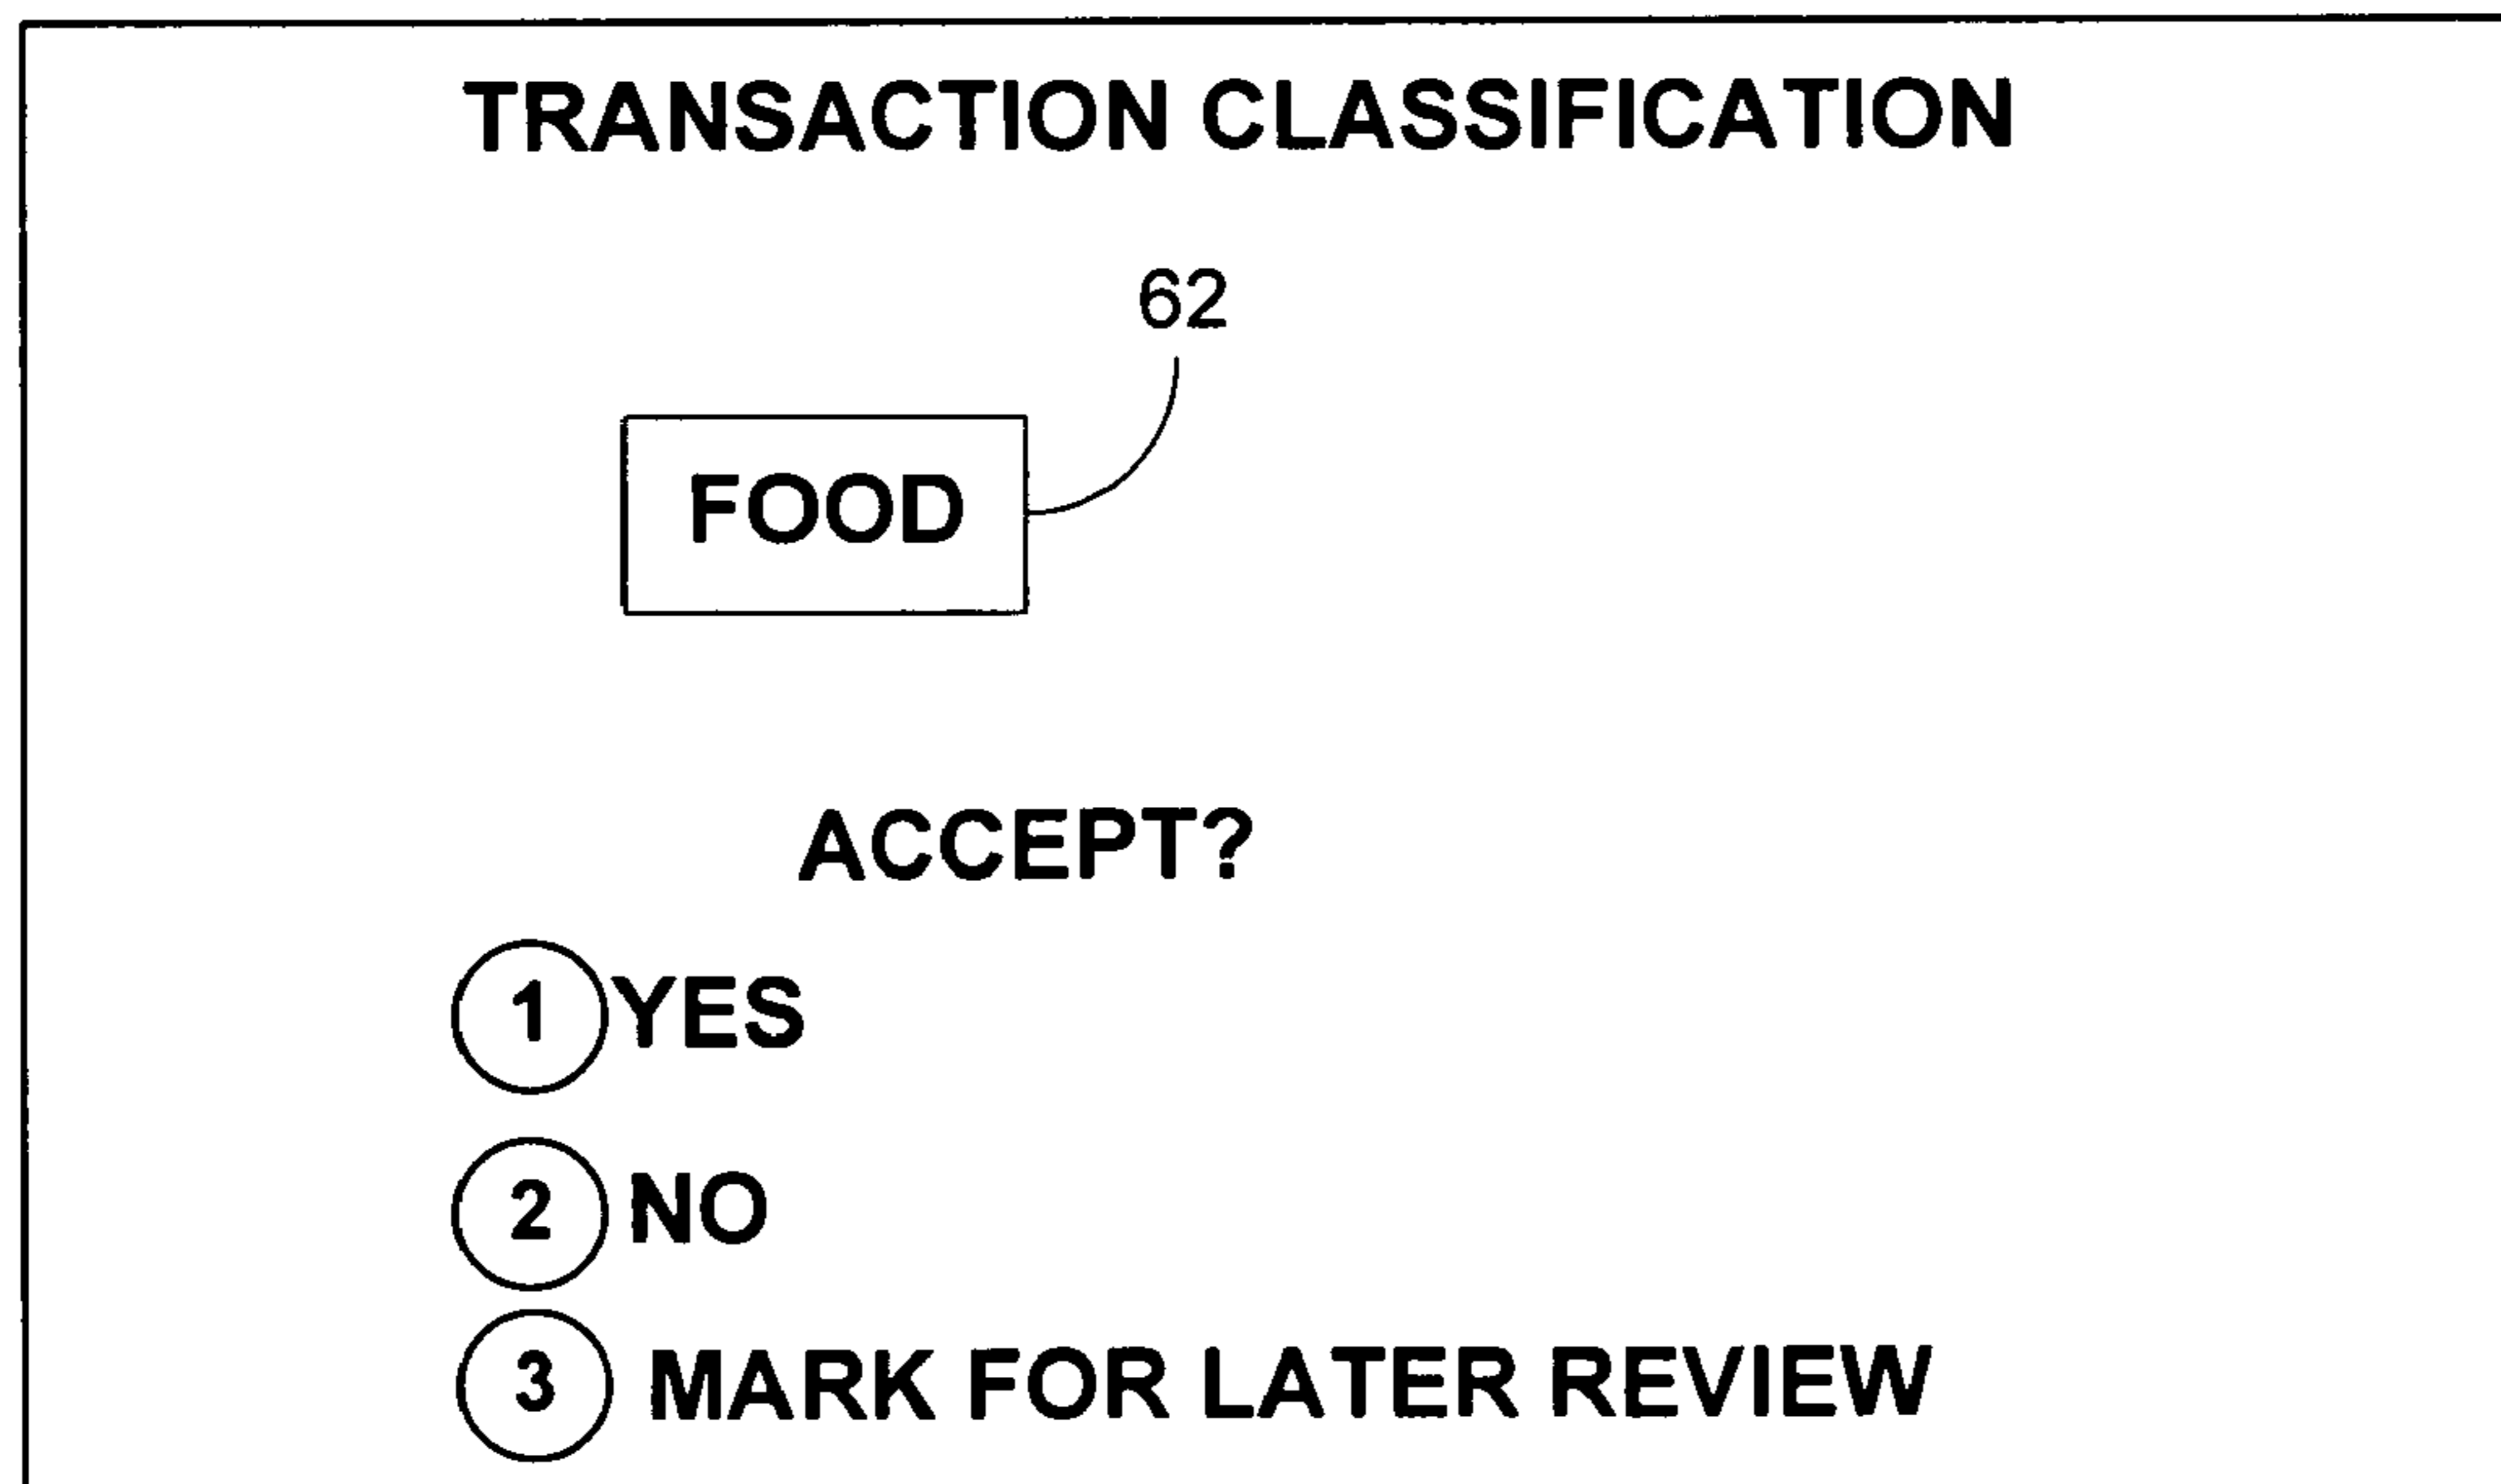 TRANSACTION CLASSIFICATION
62
FOOD
ACCEPT?
1 YES
2 NO
3 MARK FOR LATER REVIEW